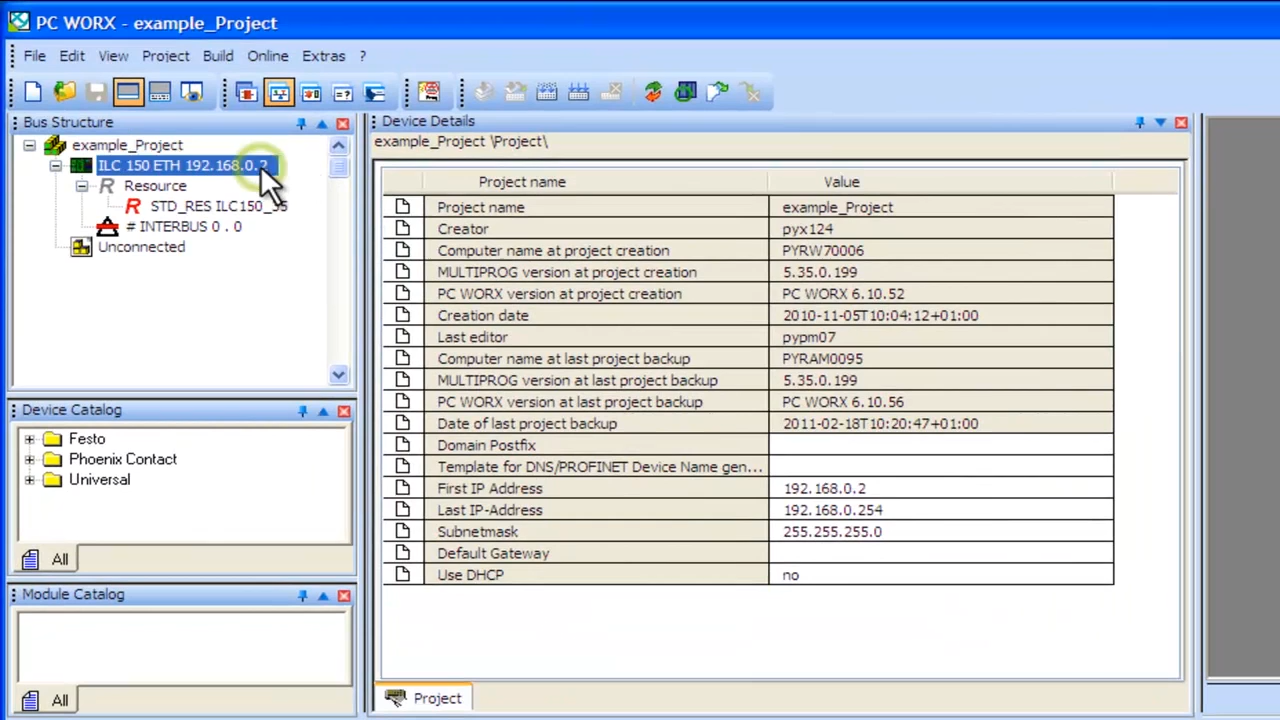 PC WORX - example_Project
File Edit View Project Build Online Extras ?
Bus Structure
example_Project
ILC 150 ETH 192.168.0.2
Resource
STD_RES ILC150_35
# INTERBUS 0 . 0
Unconnected
Device Catalog
Festo
Phoenix Contact
Universal
All
Module Catalog
All
Device Details
example_Project \Project\
Project name Value
Project name example_Project
Creator pyx124
Computer name at project creation PYRW70006
MULTIPROG version at project creation 5.35.0.199
PC WORX version at project creation PC WORX 6.10.52
Creation date 2010-11-05T10:04:12+01:00
Last editor pypm07
Computer name at last project backup PYRAM0095
MULTIPROG version at last project backup 5.35.0.199
PC WORX version at last project backup PC WORX 6.10.56
Date of last project backup 2011-02-18T10:20:47+01:00
Domain Postfix
Template for DNS/PROFINET Device Name gen...
First IP Address 192.168.0.2
Last IP-Address 192.168.0.254
Subnetmask 255.255.255.0
Default Gateway
Use DHCP no
Project